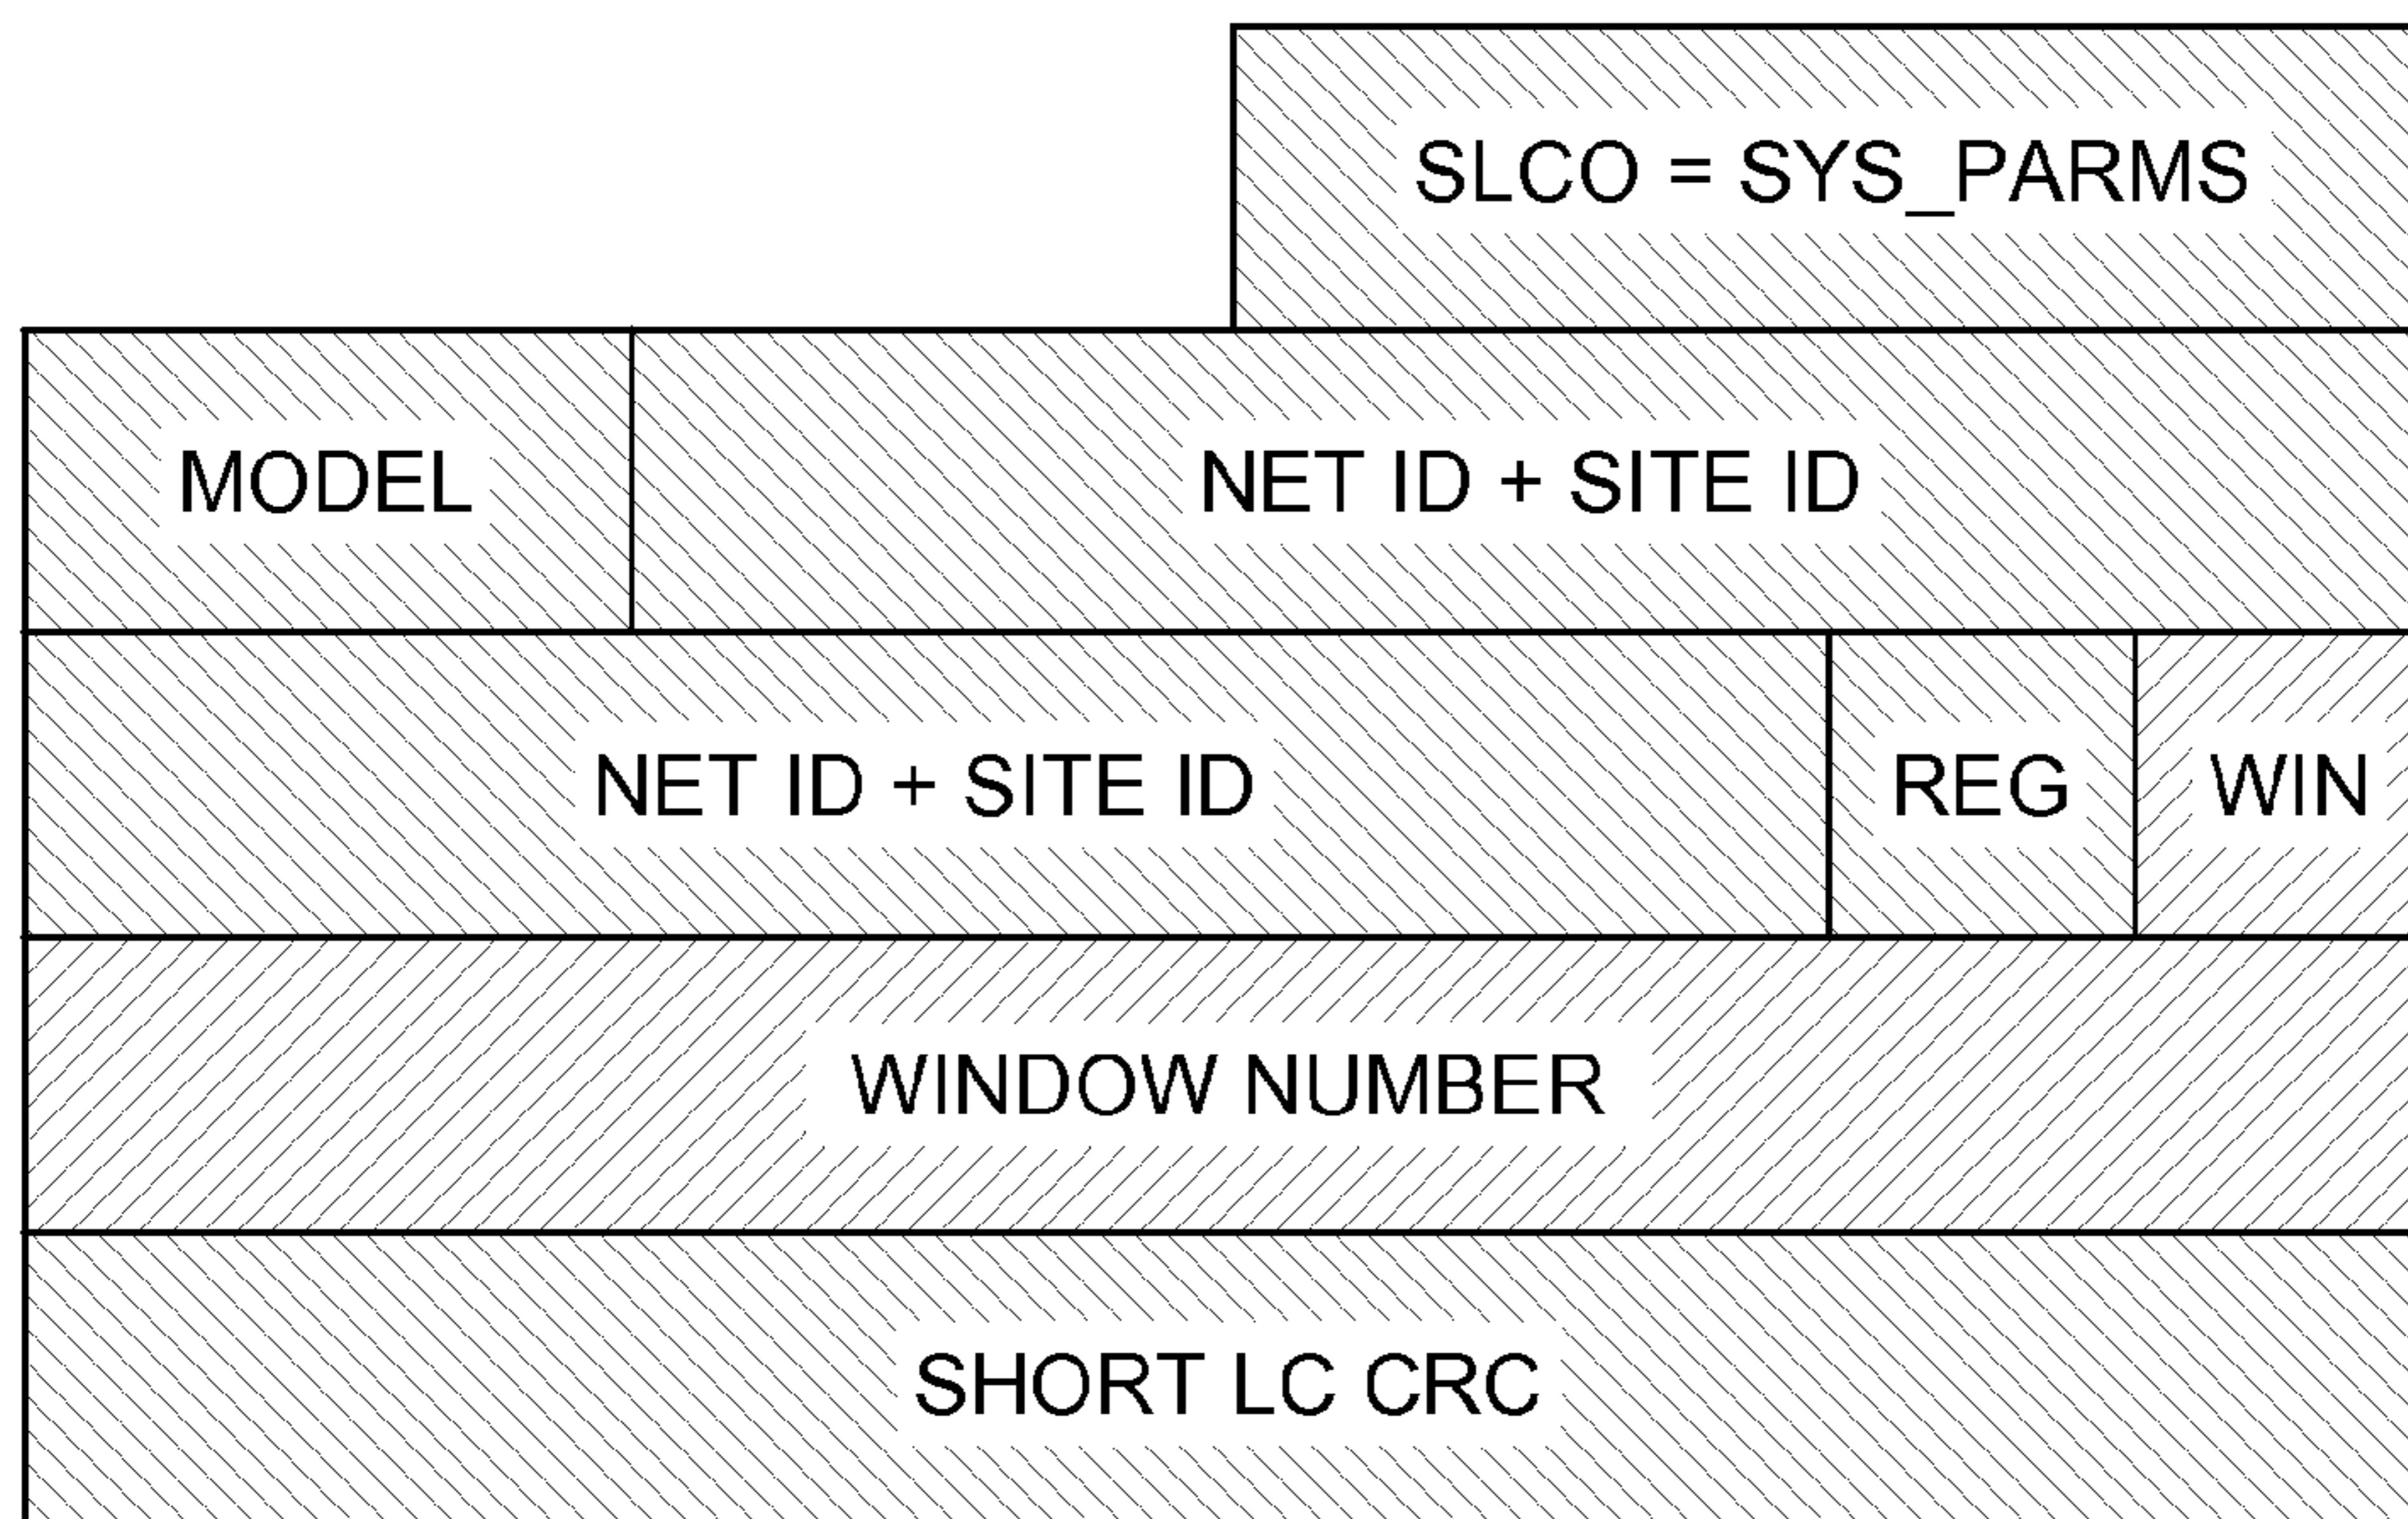 SLCO = SYS_PARMS
MODEL NET ID + SITE ID
NET ID + SITE ID REG WIN
WINDOW NUMBER
SHORT LC CRC